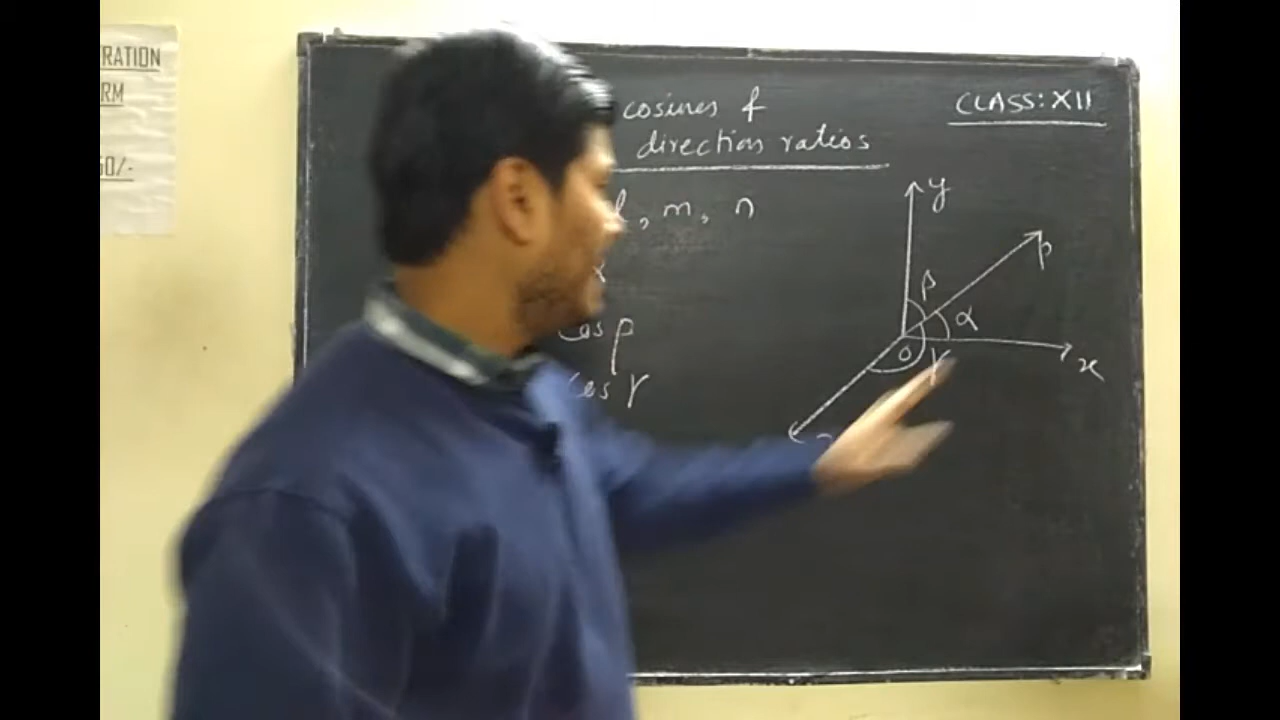 RATION
RM
50/-
CLASS: XII
cosines &
direction ratios
l, m, n
α
Cos β
Cos γ
y
P
β
α
O
γ
x
z